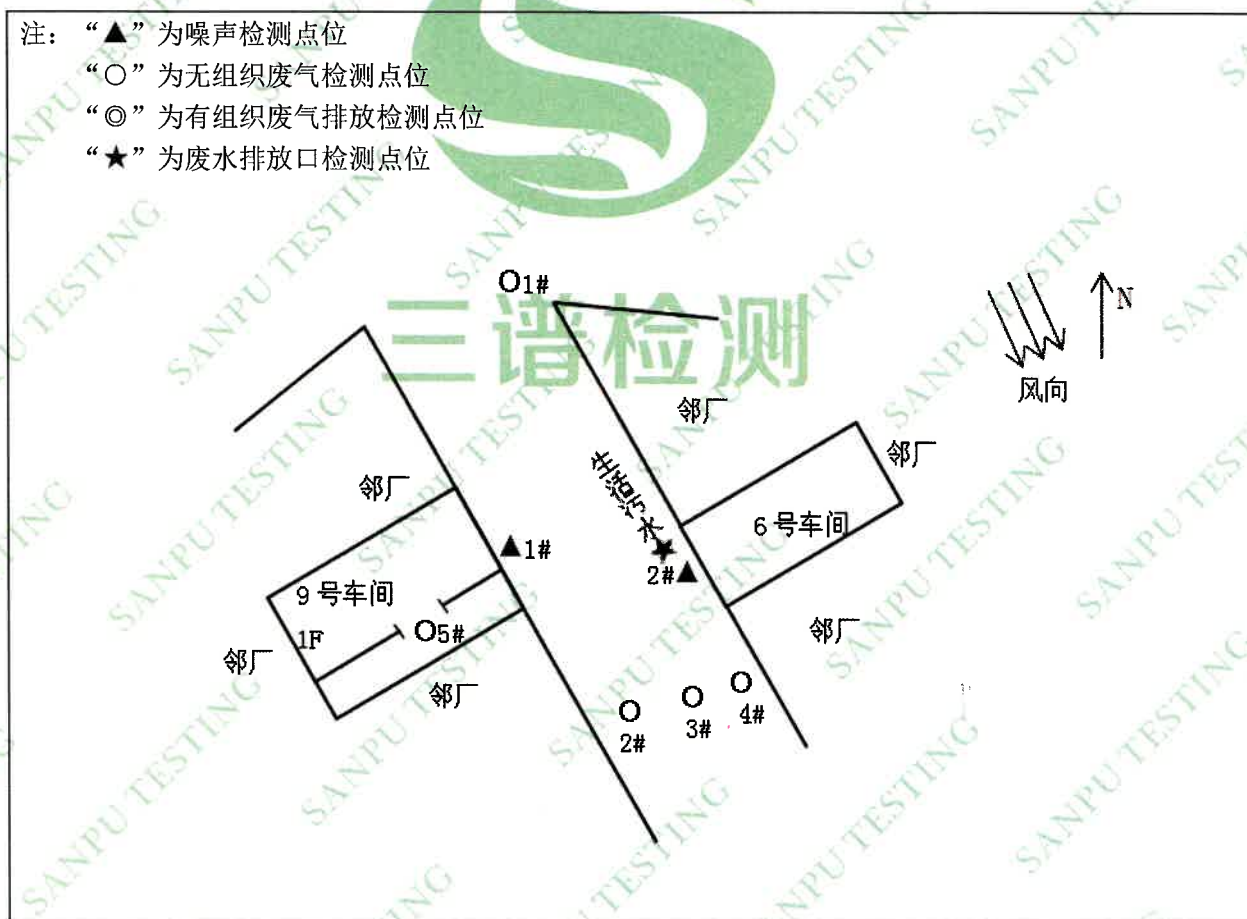 注：“▲”为噪声检测点位
“○”为无组织废气检测点位
“◎”为有组织废气排放检测点位
“★”为废水排放口检测点位
三谱检测
O1#
N
风向
邻厂
邻厂
生活污水
6号车间
邻厂
▲1#
★
2#▲
9号车间
1F
O5#
邻厂
邻厂
邻厂
O
2#
O
3#
O
4#
SANPU TESTING